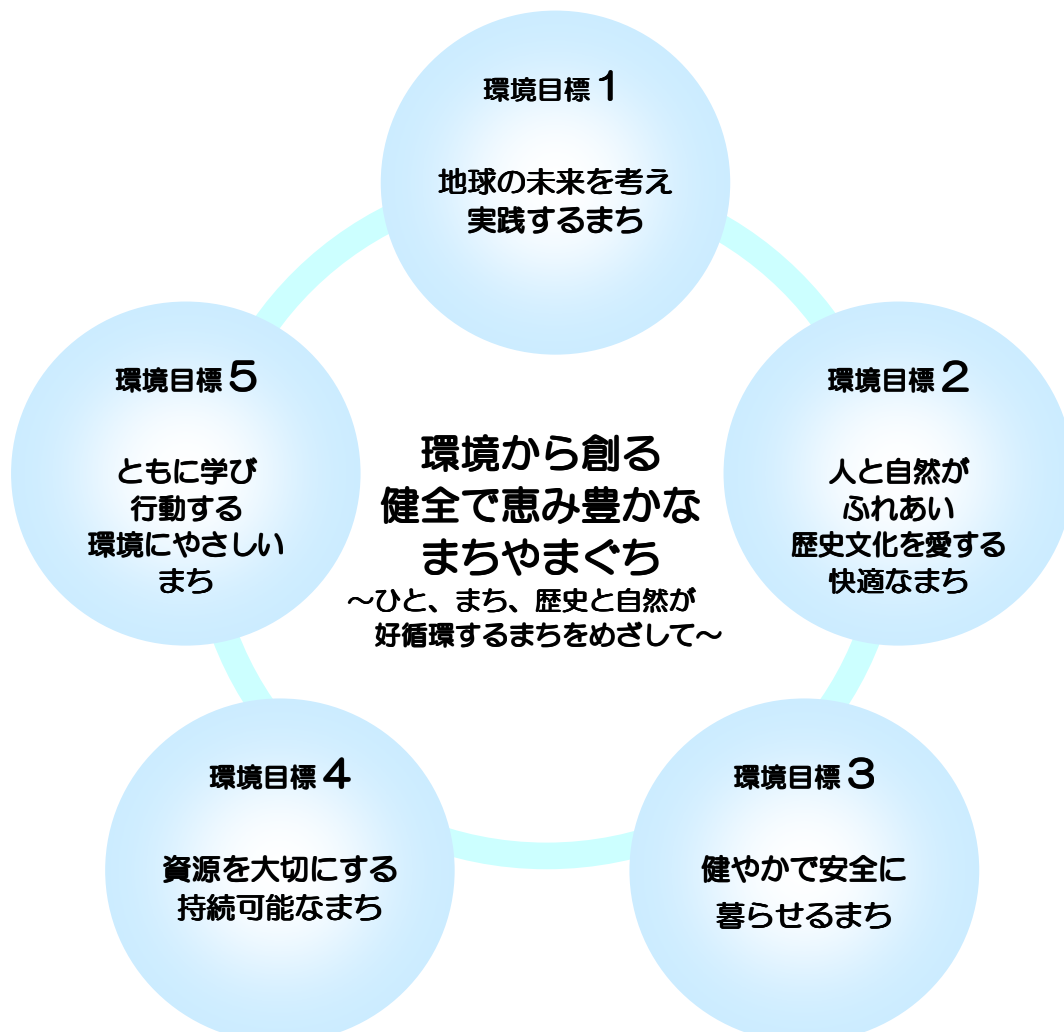 環境目標1
地球の未来を考え
実践するまち
環境目標2
人と自然が
ふれあい
歴史文化を愛する
快適なまち
環境目標3
健やかで安全に
暮らせるまち
環境目標4
資源を大切にする
持続可能なまち
環境目標5
ともに学び
行動する
環境にやさしい
まち
環境から創る
健全で恵み豊かな
まちやまぐち
～ひと、まち、歴史と自然が
好循環するまちをめざして～